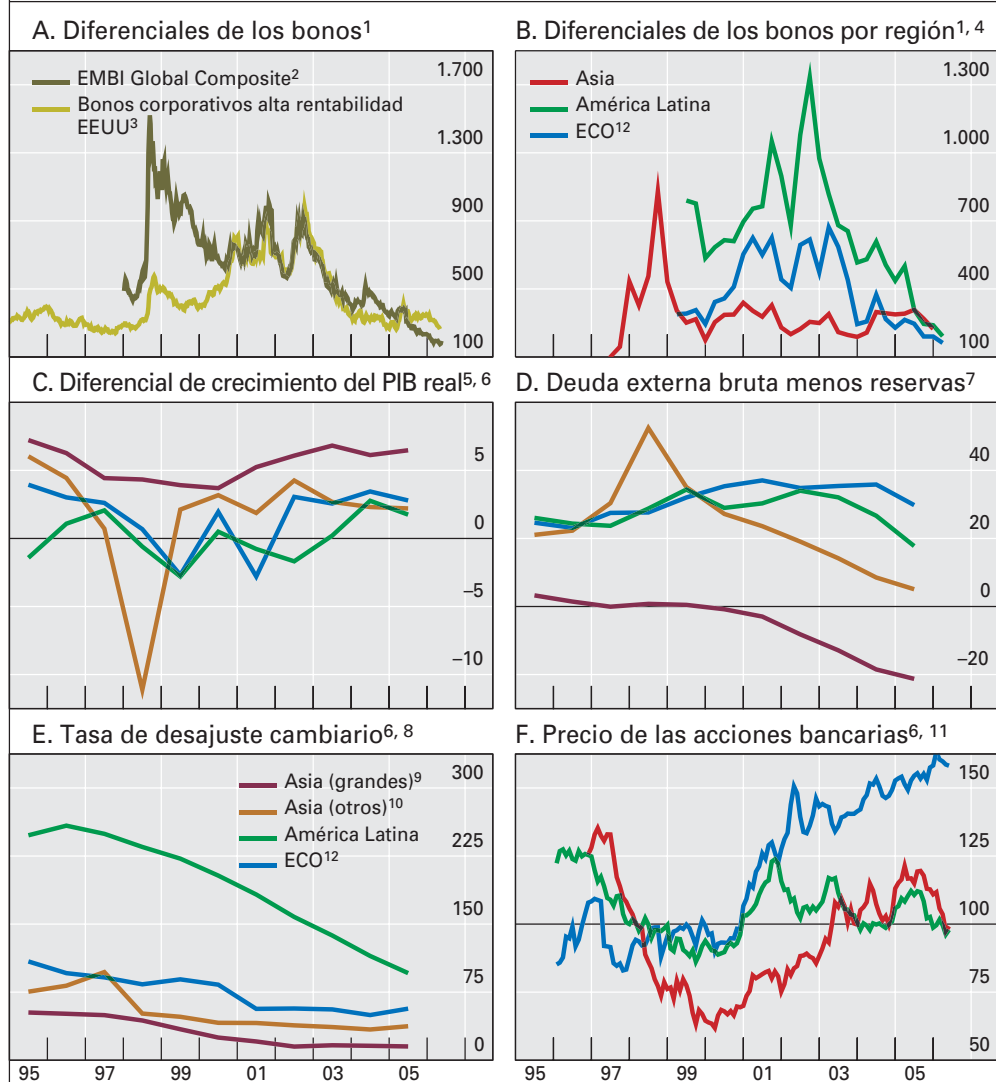 A. Diferenciales de los bonos¹
EMBI Global Composite²
Bonos corporativos alta rentabilidad
EEUU³
1.700
1.300
900
500
100
B. Diferenciales de los bonos por región¹, ⁴
Asia
América Latina
ECO¹²
1.300
1.000
700
400
100
C. Diferencial de crecimiento del PIB real⁵, ⁶
5
0
–5
–10
D. Deuda externa bruta menos reservas⁷
40
20
0
–20
E. Tasa de desajuste cambiario⁶, ⁸
Asia (grandes)⁹
Asia (otros)¹⁰
América Latina
ECO¹²
300
225
150
75
0
95 97 99 01 03 05
F. Precio de las acciones bancarias⁶, ¹¹
150
125
100
75
50
95 97 99 01 03 05